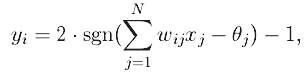 y_i = 2 · sgn(∑_{j=1}^{N} w_{ij}x_j − θ_j) − 1,